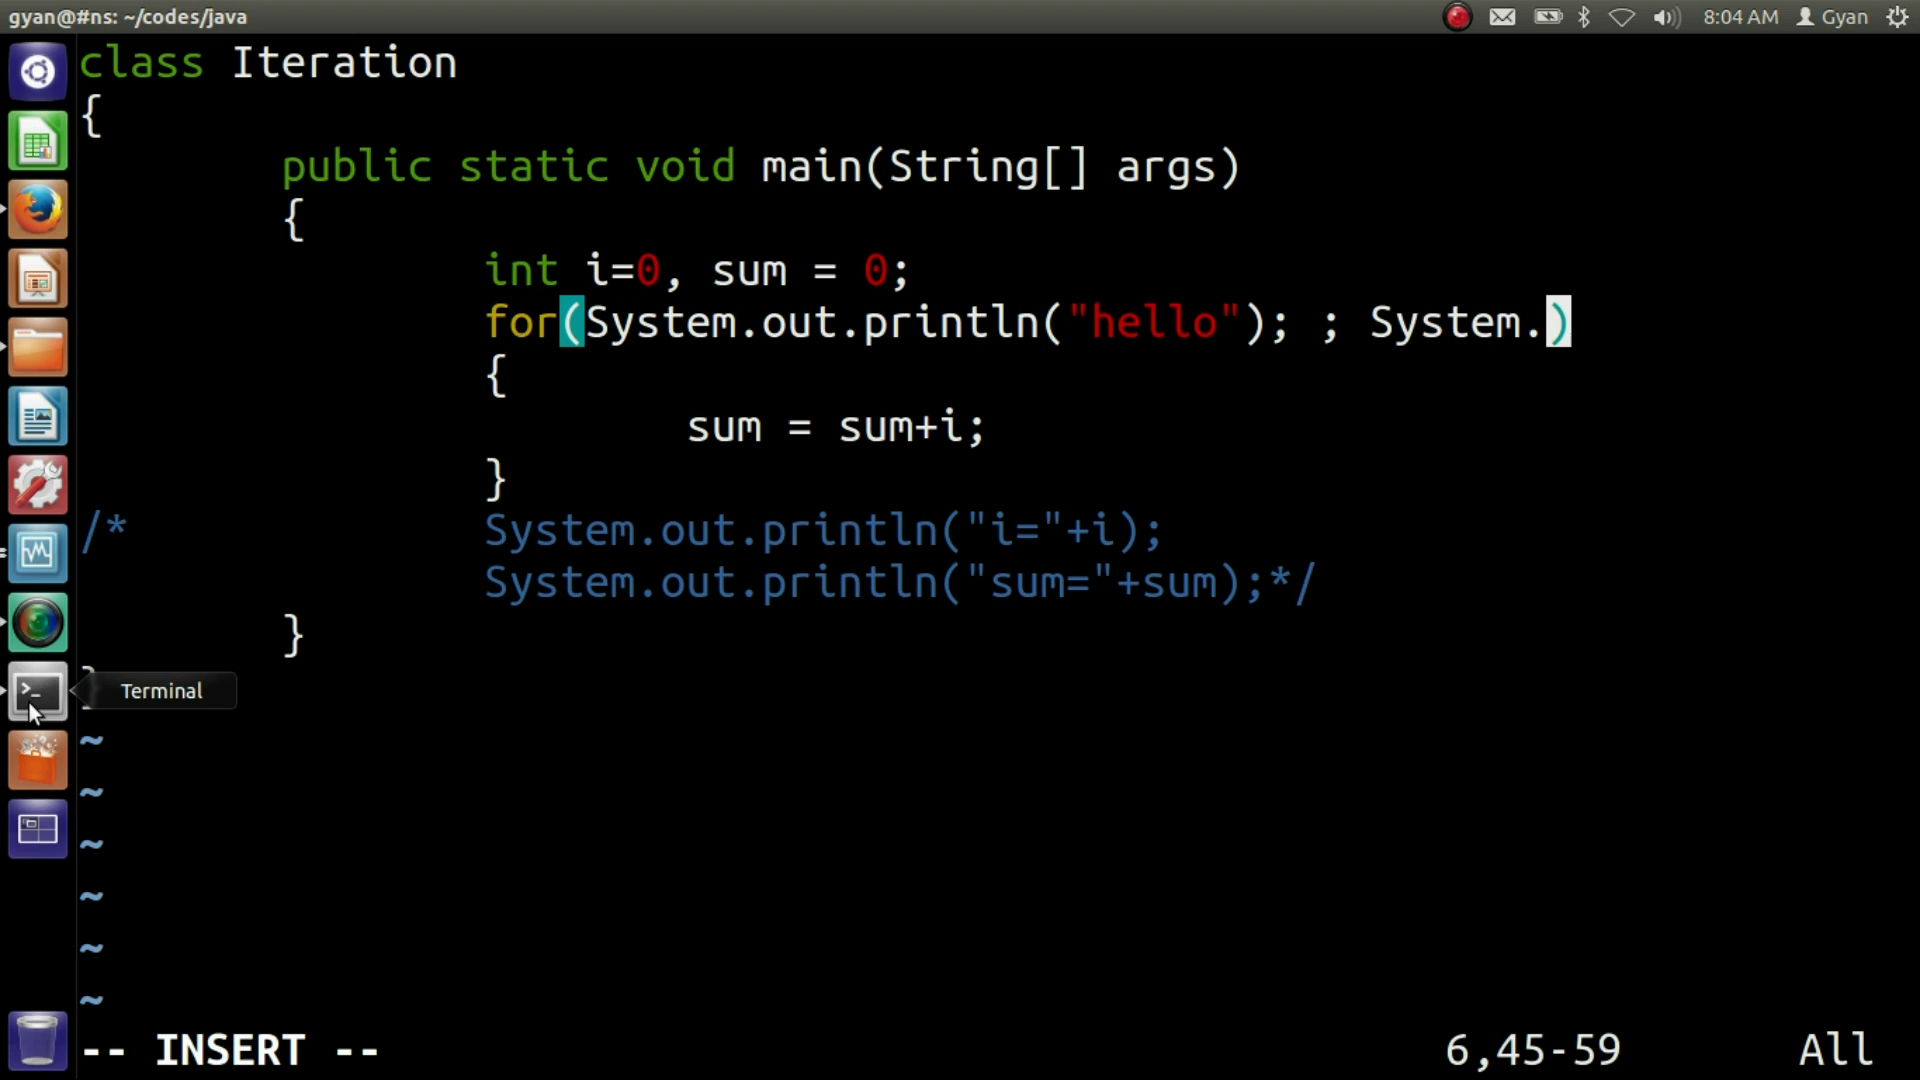 gyan@#ns: ~/codes/java
8:04 AM Gyan
class Iteration
{
public static void main(String[] args)
{
int i=0, sum = 0;
for(System.out.println("hello"); ; System.)
{
sum = sum+i;
}
/* System.out.println("i="+i);
System.out.println("sum="+sum);*/
}
}
Terminal
~
~
~
~
~
~
-- INSERT -- 6,45-59 All